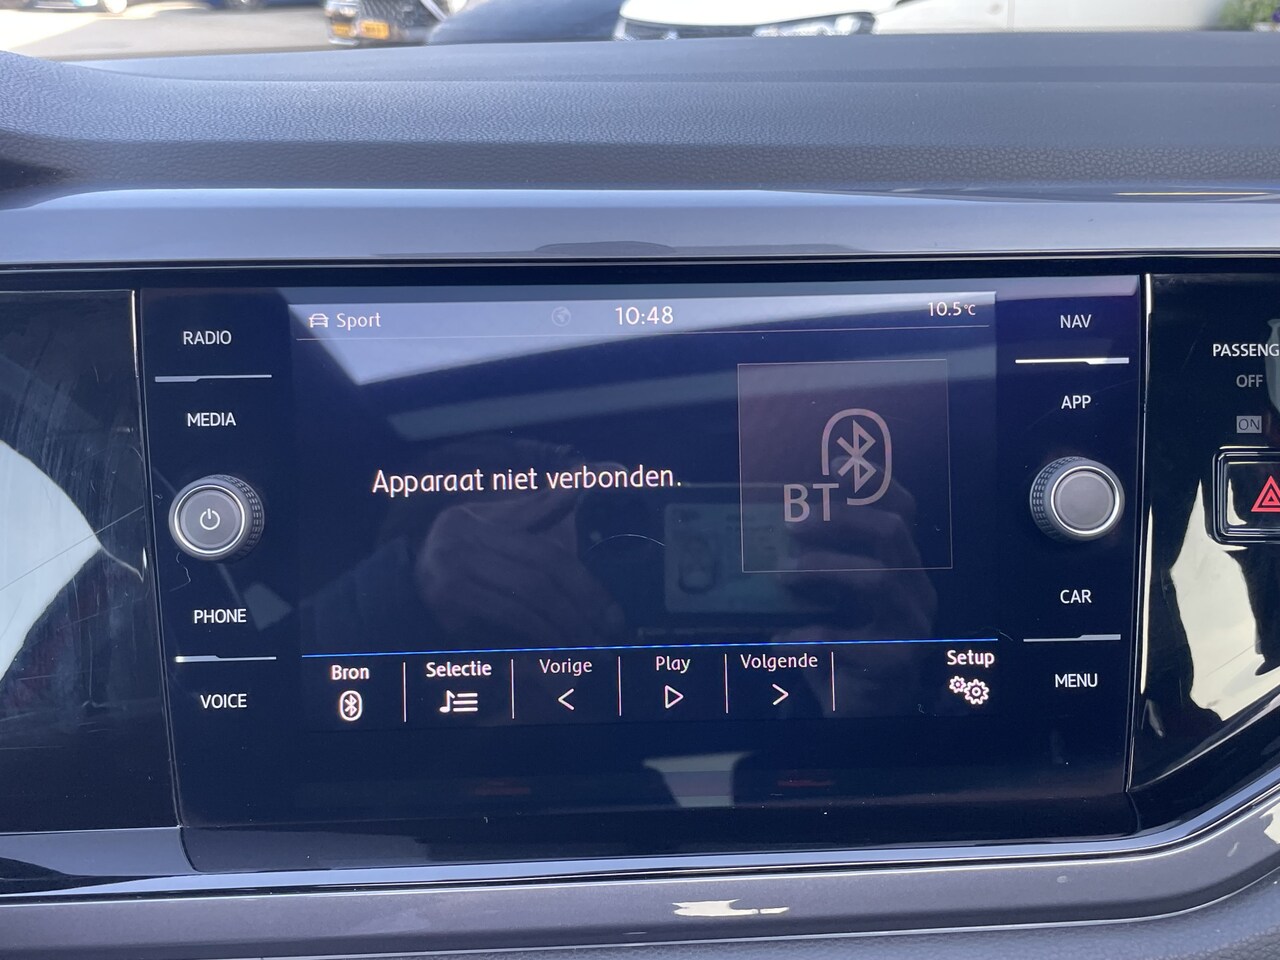 Sport 10:48 10.5°C
RADIO
MEDIA
PHONE
VOICE
Apparaat niet verbonden.
BT
Bron
Selectie
Vorige
Play
Volgende
Setup
NAV
APP
CAR
MENU
PASSENG
OFF
ON